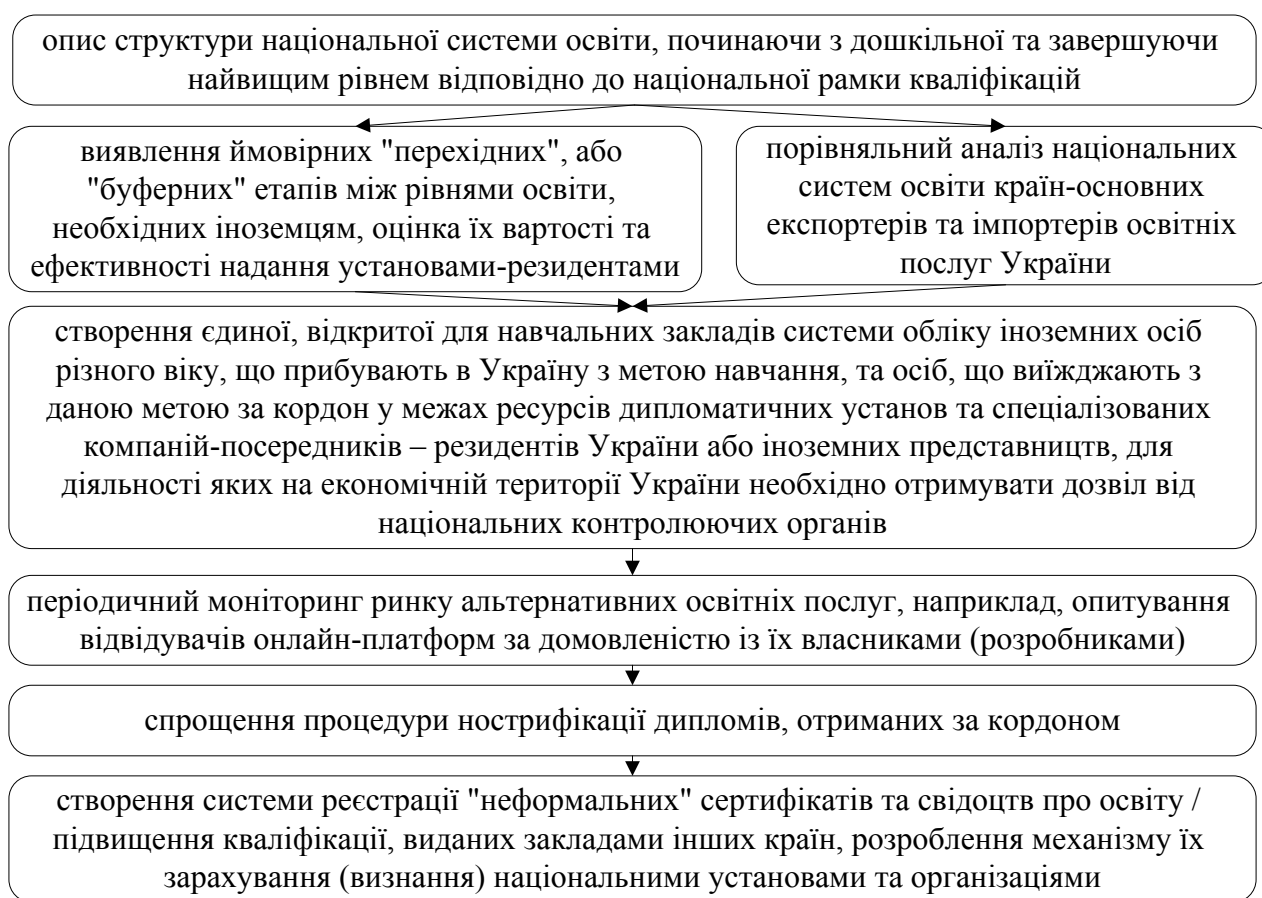 опис структури національної системи освіти, починаючи з дошкільної та завершуючи
найвищим рівнем відповідно до національної рамки кваліфікацій
виявлення ймовірних "перехідних", або
"буферних" етапів між рівнями освіти,
необхідних іноземцям, оцінка їх вартості та
ефективності надання установами-резидентами
порівняльний аналіз національних
систем освіти країн-основних
експортерів та імпортерів освітніх
послуг України
створення єдиної, відкритої для навчальних закладів системи обліку іноземних осіб
різного віку, що прибувають в Україну з метою навчання, та осіб, що виїжджають з
даною метою за кордон у межах ресурсів дипломатичних установ та спеціалізованих
компаній-посередників – резидентів України або іноземних представництв, для
діяльності яких на економічній території України необхідно отримувати дозвіл від
національних контролюючих органів
періодичний моніторинг ринку альтернативних освітніх послуг, наприклад, опитування
відвідувачів онлайн-платформ за домовленістю із їх власниками (розробниками)
спрощення процедури нострифікації дипломів, отриманих за кордоном
створення системи реєстрації "неформальних" сертифікатів та свідоцтв про освіту /
підвищення кваліфікації, виданих закладами інших країн, розроблення механізму їх
зарахування (визнання) національними установами та організаціями